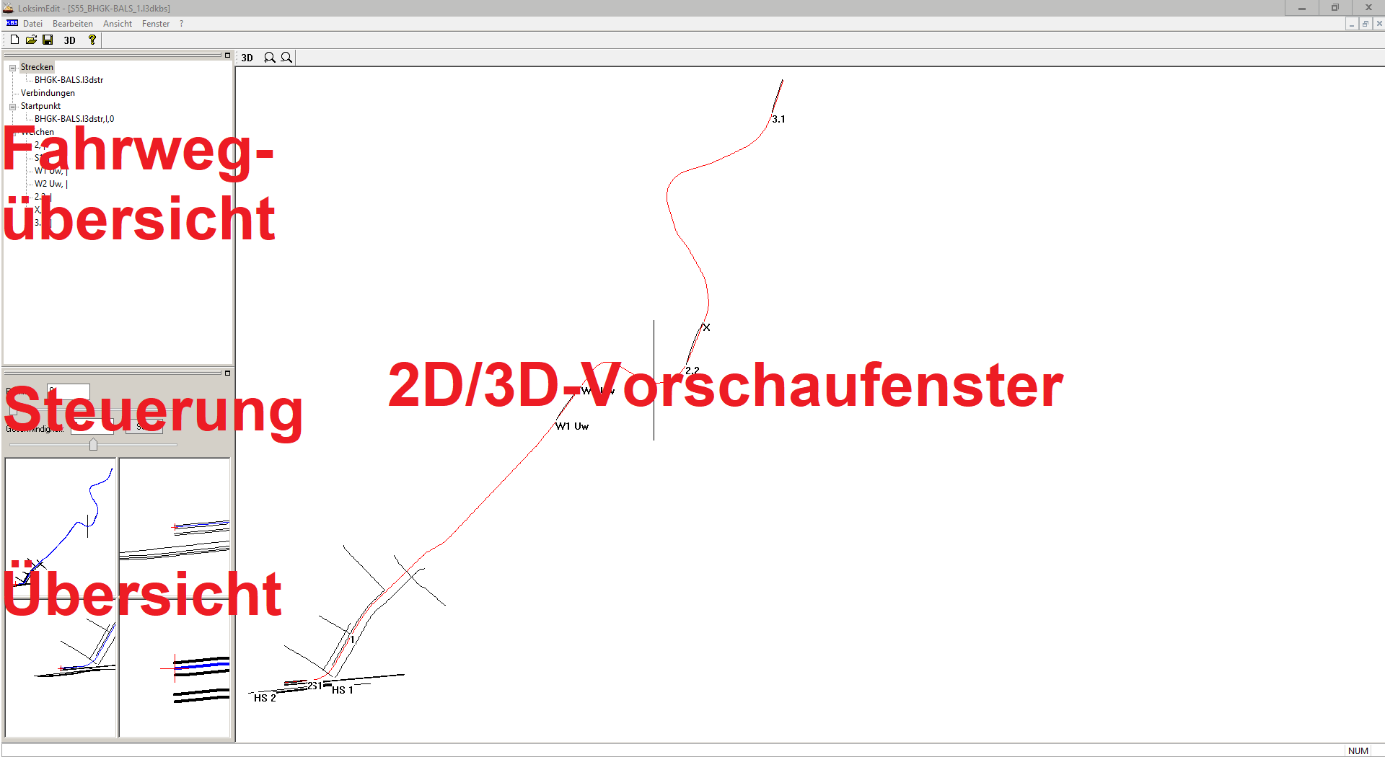 LoksimEdit - [S55_BHGK-BALS_1.l3dkbs]
Datei Bearbeiten Ansicht Fenster ?
3D ?
3D
Strecken
BHGK-BALS.l3dstr
Verbindungen
Startpunkt
BHGK-BALS.l3dstr,l,0
Weichen
W1 Uw, |
W2 Uw, |
Fahrweg-
übersicht
Steuerung
Übersicht
2D/3D-Vorschaufenster
3.1
X
2.2
W1 Uw
1
HS 1
HS 2
NUM